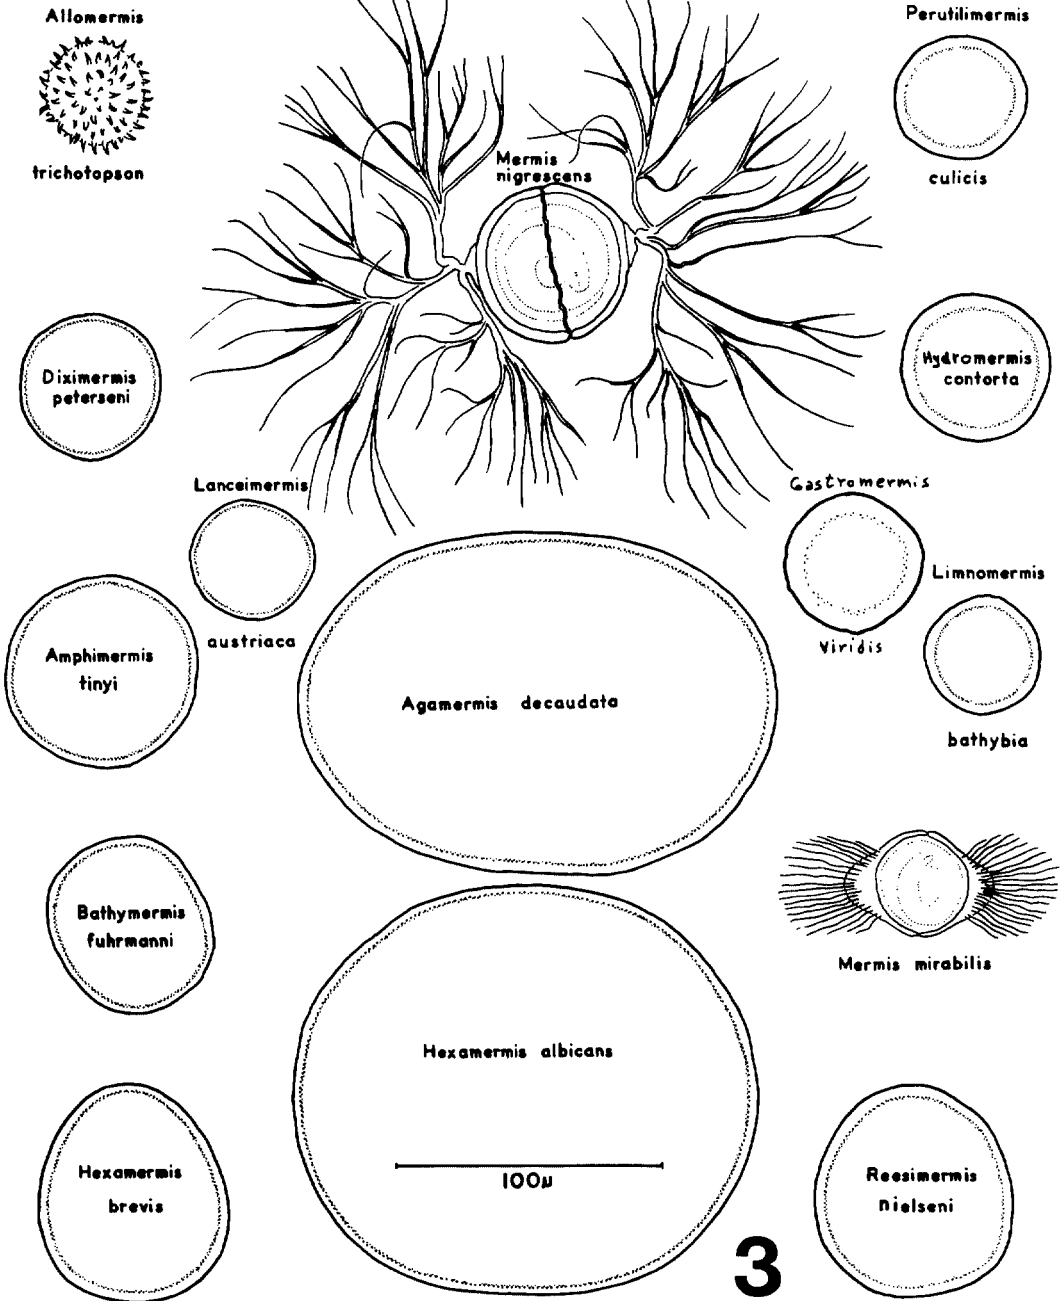 Allomermis
trichotopson
Mermis
nigrescens
Perutilimermis
culicis
Diximermis
peterseni
Hydromermis
contorta
Lanceimermis
austriaca
Gastromermis
Viridis
Limnomermis
bathybia
Amphimermis
tinyi
Agamermis decaudata
Bathymermis
fuhrmanni
Mermis mirabilis
Hexamermis albicans
100µ
Hexamermis
brevis
Reesimermis
nielseni
3